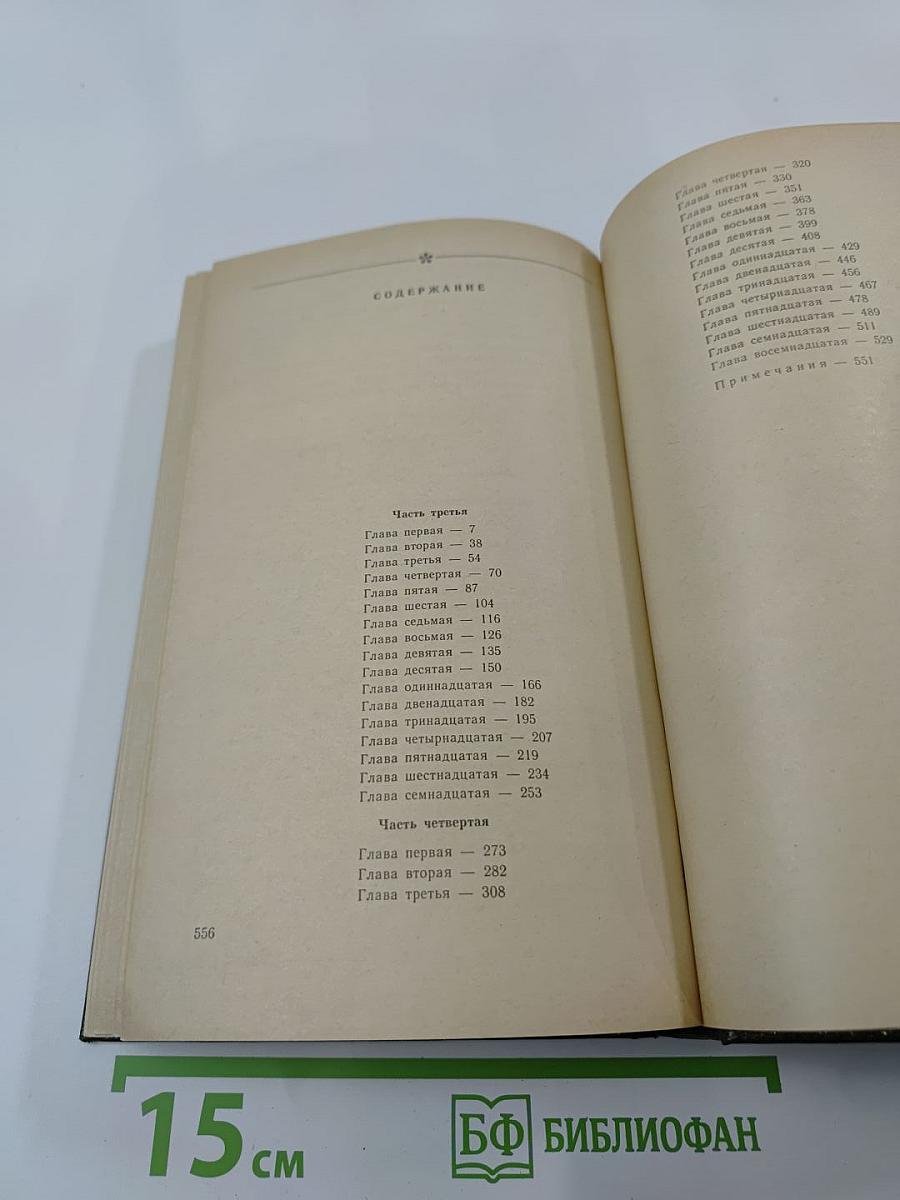 СОДЕРЖАНИЕ
Часть третья
Глава первая — 7
Глава вторая — 38
Глава третья — 54
Глава четвертая — 70
Глава пятая — 87
Глава шестая — 104
Глава седьмая — 116
Глава восьмая — 126
Глава девятая — 135
Глава десятая — 150
Глава одиннадцатая — 166
Глава двенадцатая — 182
Глава тринадцатая — 195
Глава четырнадцатая — 207
Глава пятнадцатая — 219
Глава шестнадцатая — 234
Глава семнадцатая — 253
Часть четвертая
Глава первая — 273
Глава вторая — 282
Глава третья — 308
556
Глава четвертая — 320
Глава пятая — 330
Глава шестая — 351
Глава седьмая — 363
Глава восьмая — 378
Глава девятая — 399
Глава десятая — 408
Глава одиннадцатая — 429
Глава двенадцатая — 446
Глава тринадцатая — 456
Глава четырнадцатая — 467
Глава пятнадцатая — 478
Глава шестнадцатая — 489
Глава семнадцатая — 511
Глава восемнадцатая — 529
Примечания — 551
15 см
БФ БИБЛИОФАН